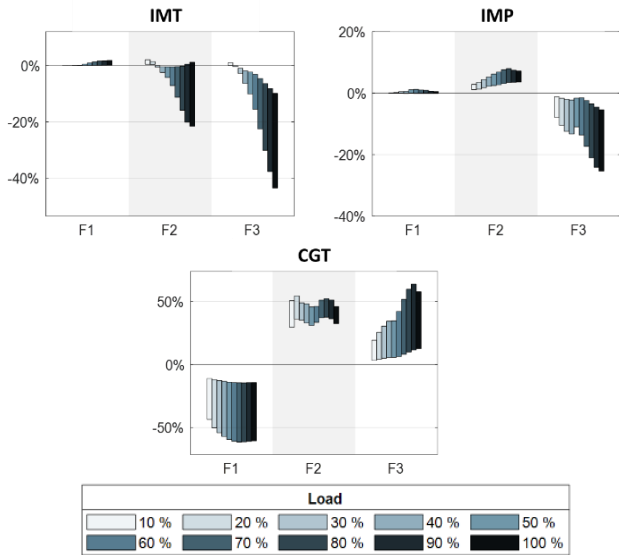 IMT
0%
-20%
-40%
F1 F2 F3
IMP
20%
0%
-20%
-40%
F1 F2 F3
CGT
50%
0%
-50%
F1 F2 F3
Load
10 % 20 % 30 % 40 % 50 %
60 % 70 % 80 % 90 % 100 %